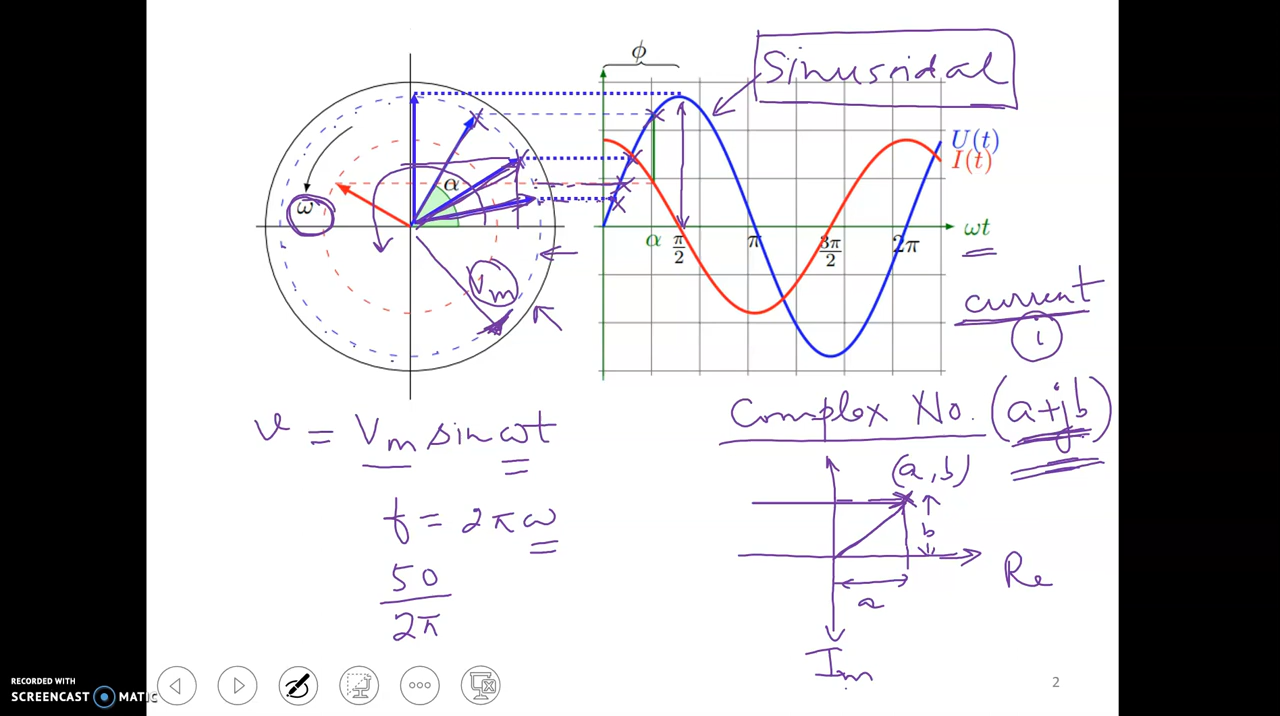 ϕ
Sinusoidal
U(t)
I(t)
α
ω
Vm
α π/2 π 3π/2 2π ωt
current
i
v = Vm sin ωt
Complex No. (a+jb)
(a,b)
f = 2πω
b
50/2π
Re
a
Im
RECORDED WITH
SCREENCAST MATIC
2